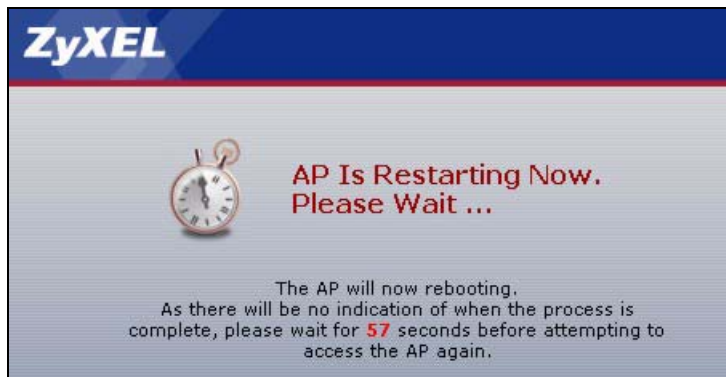 ZyXEL
AP Is Restarting Now.
Please Wait ...
The AP will now rebooting.
As there will be no indication of when the process is
complete, please wait for 57 seconds before attempting to
access the AP again.